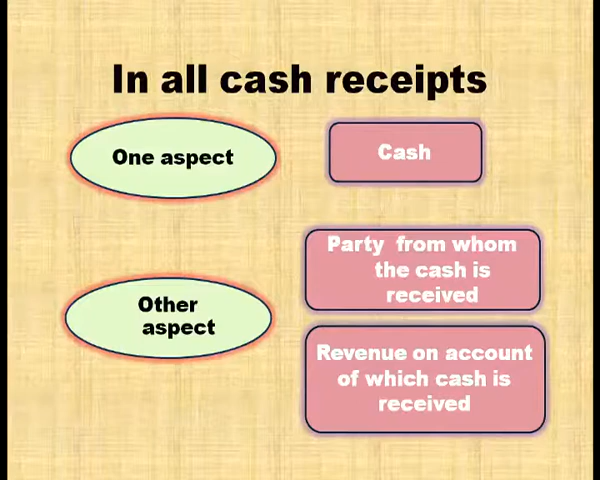 In all cash receipts
One aspect
Cash
Party from whom
the cash is
received
Other
aspect
Revenue on account
of which cash is
received